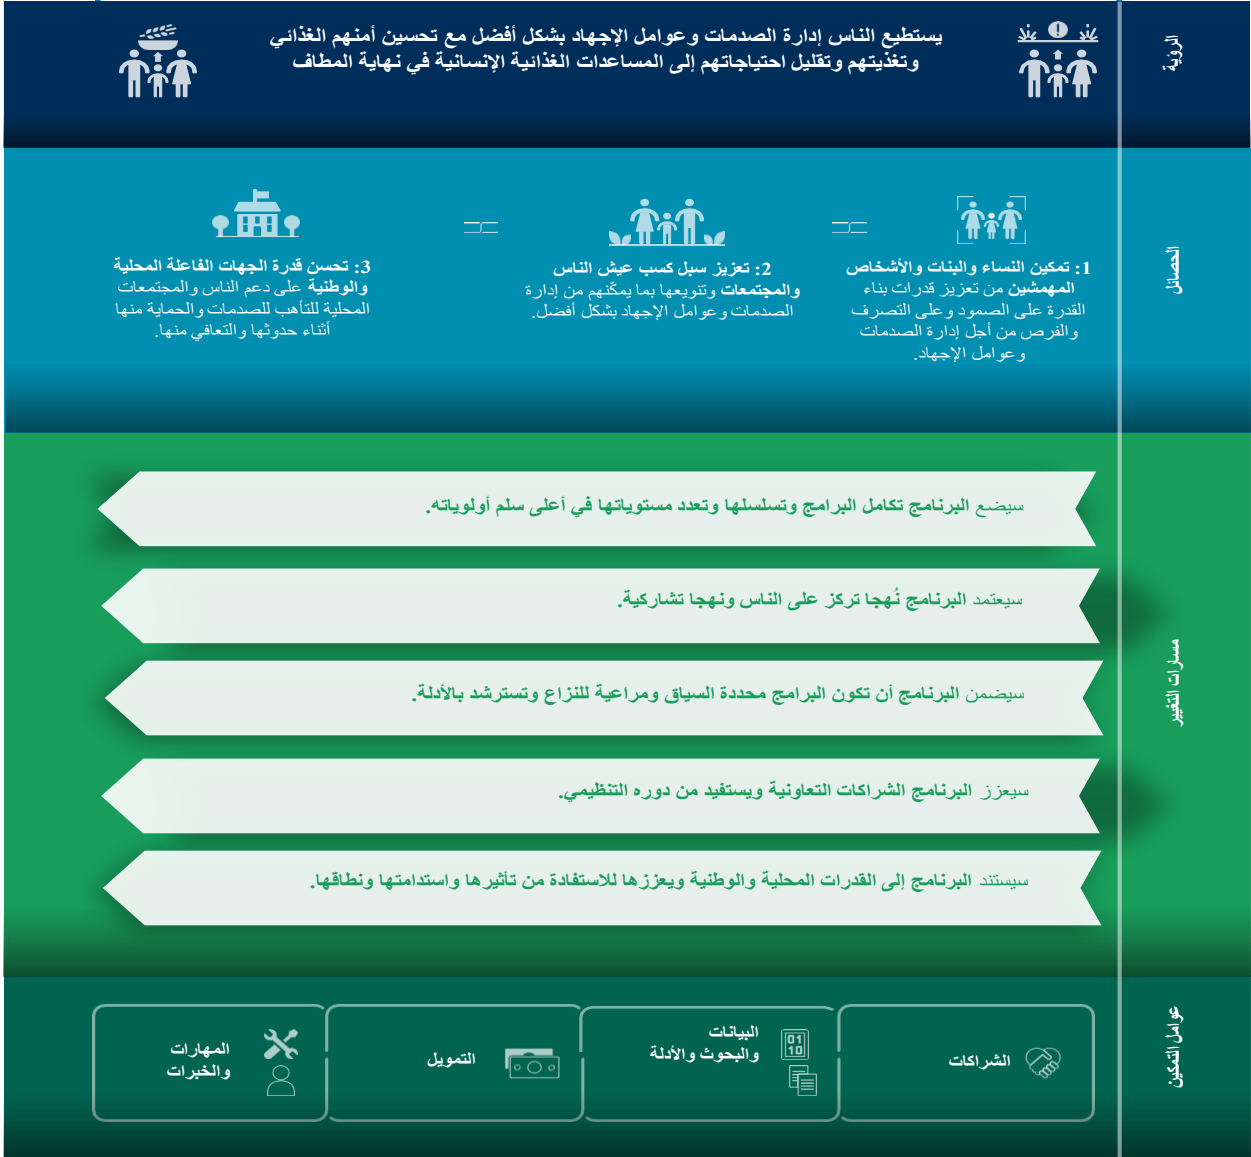 الرؤية
يستطيع الناس إدارة الصدمات وعوامل الإجهاد بشكل أفضل مع تحسين أمنهم الغذائي
وتغذيتهم وتقليل احتياجاتهم إلى المساعدات الغذائية الإنسانية في نهاية المطاف
الحصائل
1: تمكين النساء والبنات والأشخاص
المهمشين من تعزيز قدرات بناء
القدرة على الصمود وعلى التصرف
والفرص من أجل إدارة الصدمات
وعوامل الإجهاد.
2: تعزيز سبل كسب عيش الناس
والمجتمعات وتنويعها بما يمكّنهم من إدارة
الصدمات وعوامل الإجهاد بشكل أفضل.
3: تحسن قدرة الجهات الفاعلة المحلية
والوطنية على دعم الناس والمجتمعات
المحلية للتأهب للصدمات والحماية منها
أثناء حدوثها والتعافي منها.
مسارات التغيير
سيضع البرنامج تكامل البرامج وتسلسلها وتعدد مستوياتها في أعلى سلم أولوياته.
سيعتمد البرنامج نُهجا تركز على الناس ونهجا تشاركية.
سيضمن البرنامج أن تكون البرامج محددة السياق ومراعية للنزاع وتسترشد بالأدلة.
سيعزز البرنامج الشراكات التعاونية ويستفيد من دوره التنظيمي.
سيستند البرنامج إلى القدرات المحلية والوطنية ويعززها للاستفادة من تأثيرها واستدامتها ونطاقها.
عوامل التمكين
الشراكات
البيانات
والبحوث والأدلة
01
10
التمويل
المهارات
والخبرات